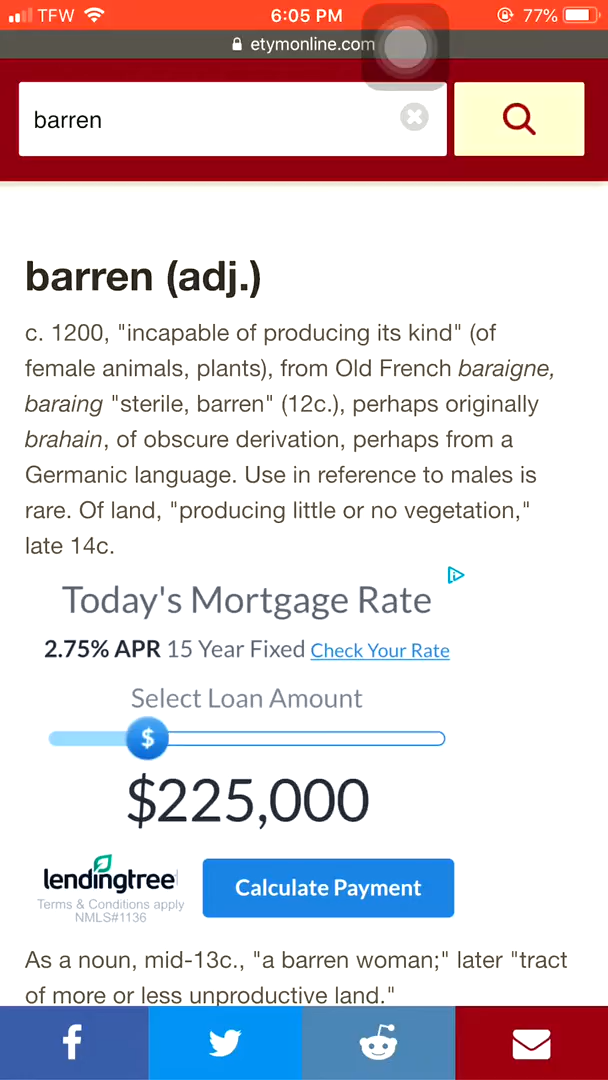 TFW 6:05 PM 77%
etymonline.com
barren
barren (adj.)
c. 1200, "incapable of producing its kind" (of
female animals, plants), from Old French baraigne,
baraing "sterile, barren" (12c.), perhaps originally
brahain, of obscure derivation, perhaps from a
Germanic language. Use in reference to males is
rare. Of land, "producing little or no vegetation,"
late 14c.
Today's Mortgage Rate
2.75% APR 15 Year Fixed Check Your Rate
Select Loan Amount
$
$225,000
lendingtree
Terms & Conditions apply
NMLS#1136
Calculate Payment
As a noun, mid-13c., "a barren woman;" later "tract
of more or less unproductive land."